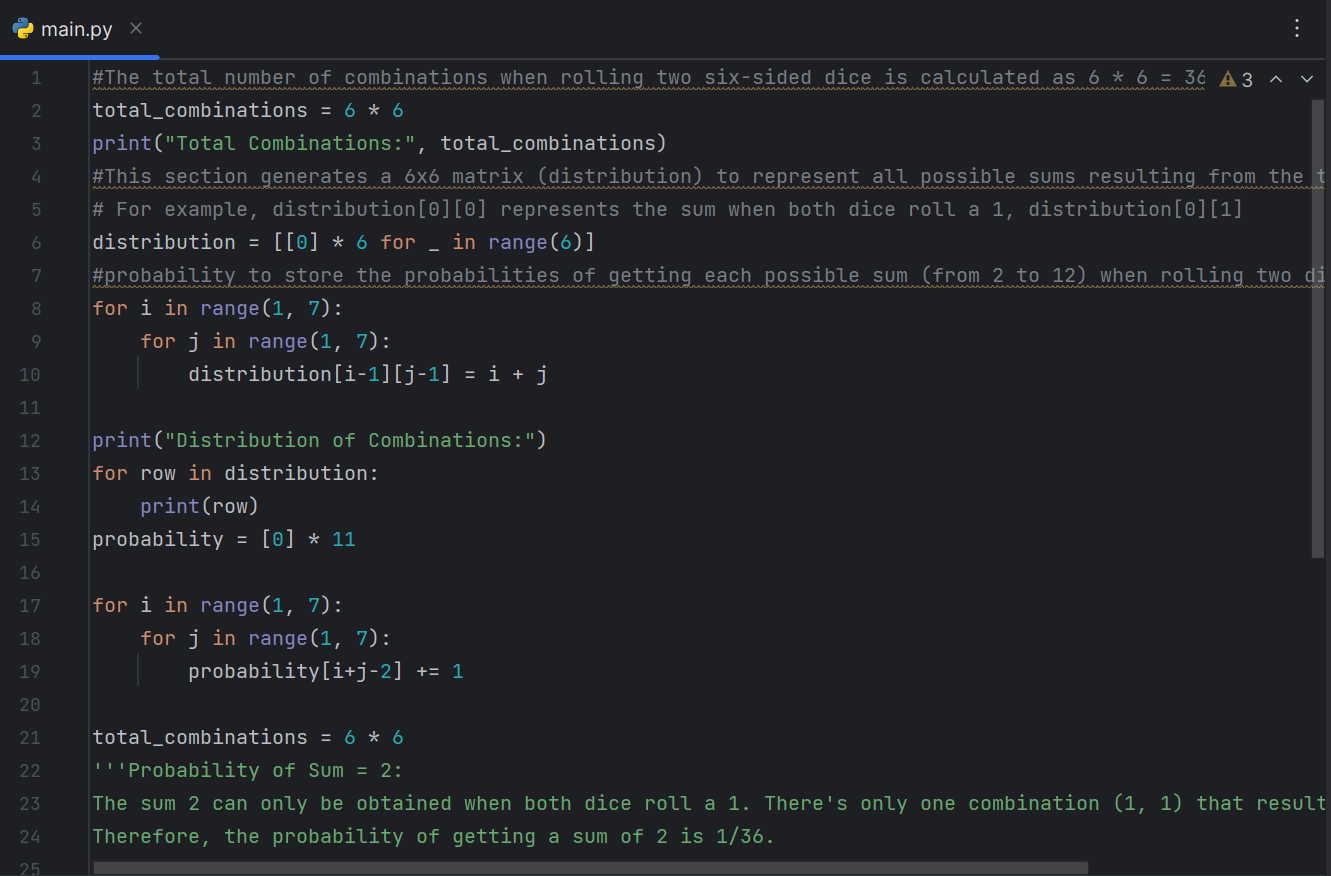 main.py
1 #The total number of combinations when rolling two six-sided dice is calculated as 6 * 6 = 36 3
2 total_combinations = 6 * 6
3 print("Total Combinations:", total_combinations)
4 #This section generates a 6x6 matrix (distribution) to represent all possible sums resulting from the t
5 # For example, distribution[0][0] represents the sum when both dice roll a 1, distribution[0][1]
6 distribution = [[0] * 6 for _ in range(6)]
7 #probability to store the probabilities of getting each possible sum (from 2 to 12) when rolling two di
8 for i in range(1, 7):
9     for j in range(1, 7):
10         distribution[i-1][j-1] = i + j
11
12 print("Distribution of Combinations:")
13 for row in distribution:
14     print(row)
15 probability = [0] * 11
16
17 for i in range(1, 7):
18     for j in range(1, 7):
19         probability[i+j-2] += 1
20
21 total_combinations = 6 * 6
22 '''Probability of Sum = 2:
23 The sum 2 can only be obtained when both dice roll a 1. There's only one combination (1, 1) that result
24 Therefore, the probability of getting a sum of 2 is 1/36.
25